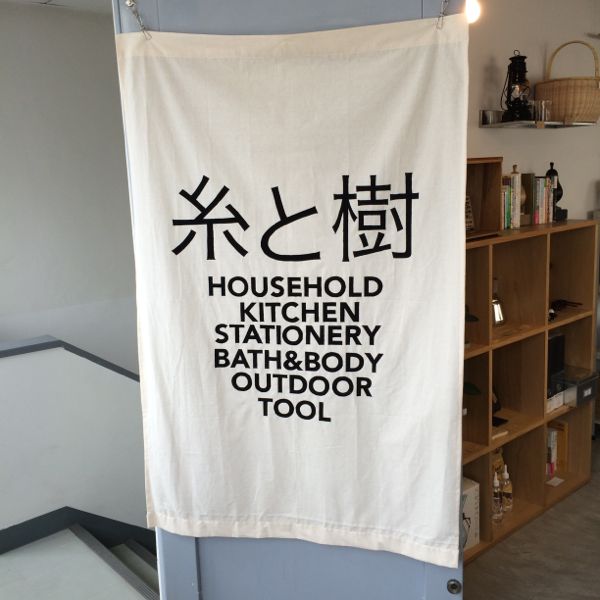 糸と樹
HOUSEHOLD
KITCHEN
STATIONERY
BATH&BODY
OUTDOOR
TOOL